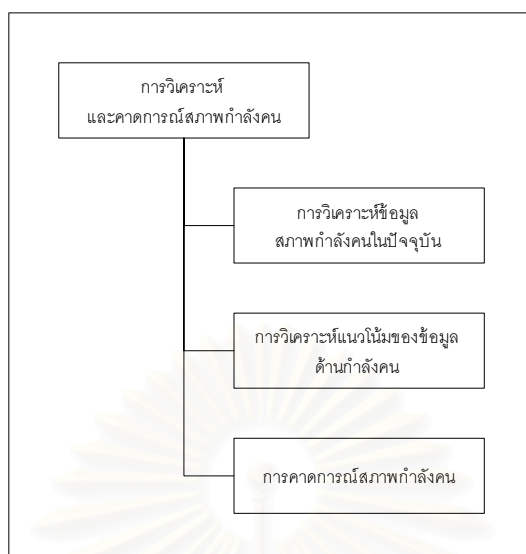 การวิเคราะห์
และคาดการณ์สภาพกำลังคน
การวิเคราะห์ข้อมูล
สภาพกำลังคนในปัจจุบัน
การวิเคราะห์แนวโน้มของข้อมูล
ด้านกำลังคน
การคาดการณ์สภาพกำลังคน